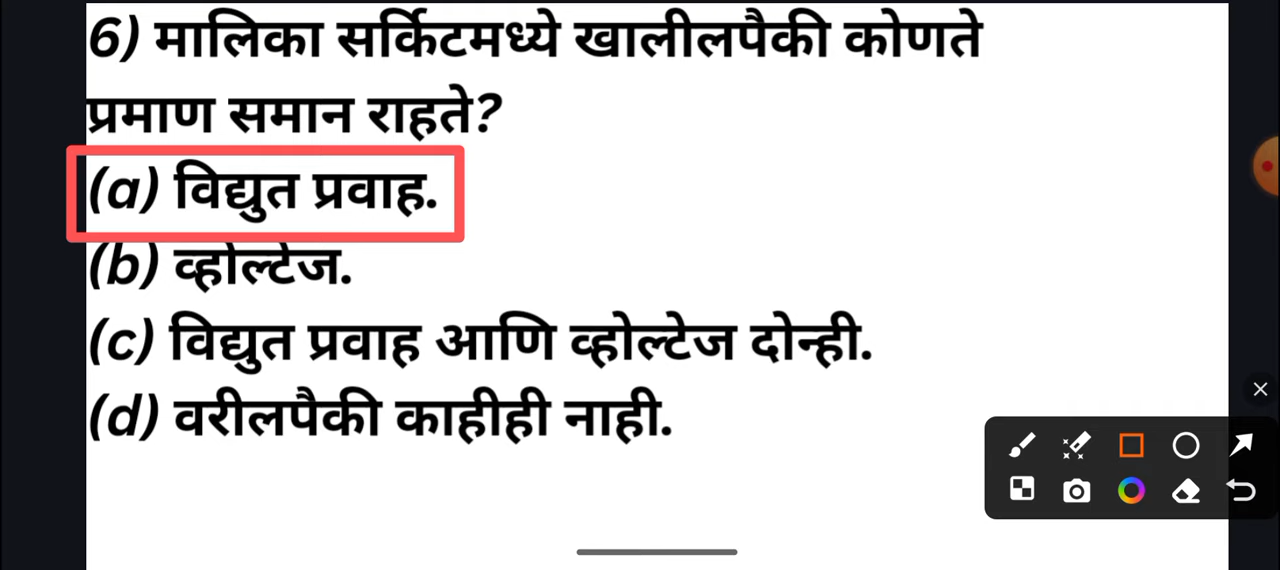 6) मालिका सर्किटमध्ये खालीलपैकी कोणते
प्रमाण समान राहते?
(a) विद्युत प्रवाह.
(b) व्होल्टेज.
(c) विद्युत प्रवाह आणि व्होल्टेज दोन्ही.
(d) वरीलपैकी काहीही नाही.